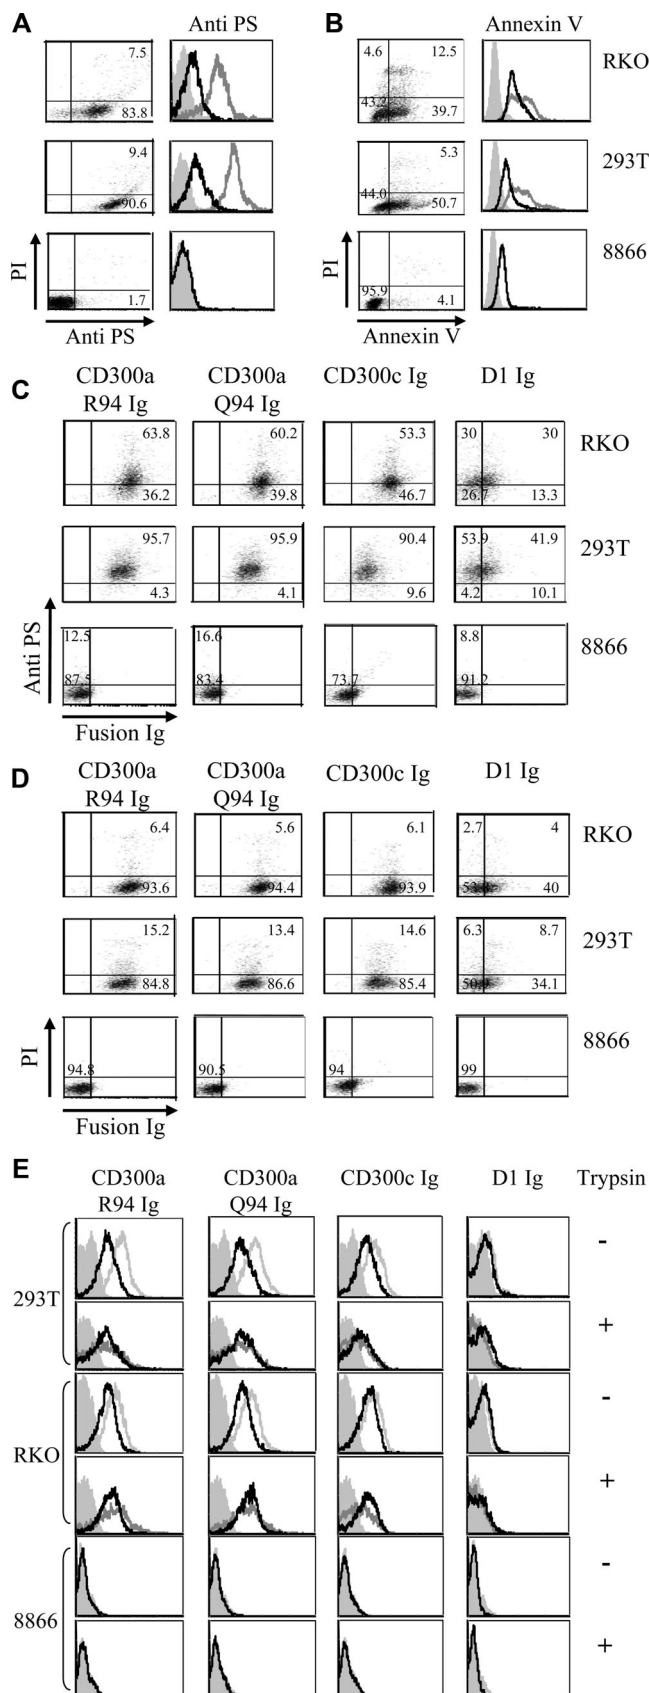 A
Anti PS
B
Annexin V
7.5
83.8
4.6
12.5
43.2
39.7
RKO
9.4
90.6
5.3
44.0
50.7
293T
1.7
95.9
4.1
8866
PI
Anti PS
PI
Annexin V
C
CD300a
R94 Ig
CD300a
Q94 Ig
CD300c Ig
D1 Ig
63.8
36.2
60.2
39.8
53.3
46.7
30
30
26.7
13.3
RKO
95.7
4.3
95.9
4.1
90.4
9.6
53.9
41.9
4.2
10.1
293T
12.5
87.5
16.6
83.4
73.7
8.8
91.2
8866
Anti PS
Fusion Ig
D
CD300a
R94 Ig
CD300a
Q94 Ig
CD300c Ig
D1 Ig
6.4
93.6
5.6
94.4
6.1
93.9
2.7
4
40
RKO
15.2
84.8
13.4
86.6
14.6
85.4
6.3
8.7
34.1
293T
94.8
90.5
94
99
8866
PI
Fusion Ig
E
CD300a
R94 Ig
CD300a
Q94 Ig
CD300c Ig
D1 Ig
Trypsin
293T
-
+
RKO
-
+
8866
-
+